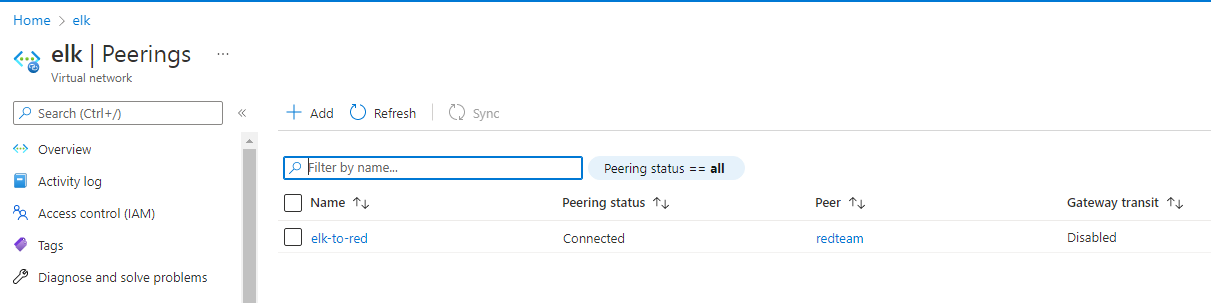 Home > elk
elk | Peerings ...
Virtual network
Search (Ctrl+/) «
Overview
Activity log
Access control (IAM)
Tags
Diagnose and solve problems
+ Add Refresh Sync
Filter by name... Peering status == all
Name ↑↓ Peering status ↑↓ Peer ↑↓ Gateway transit ↑↓
elk-to-red Connected redteam Disabled